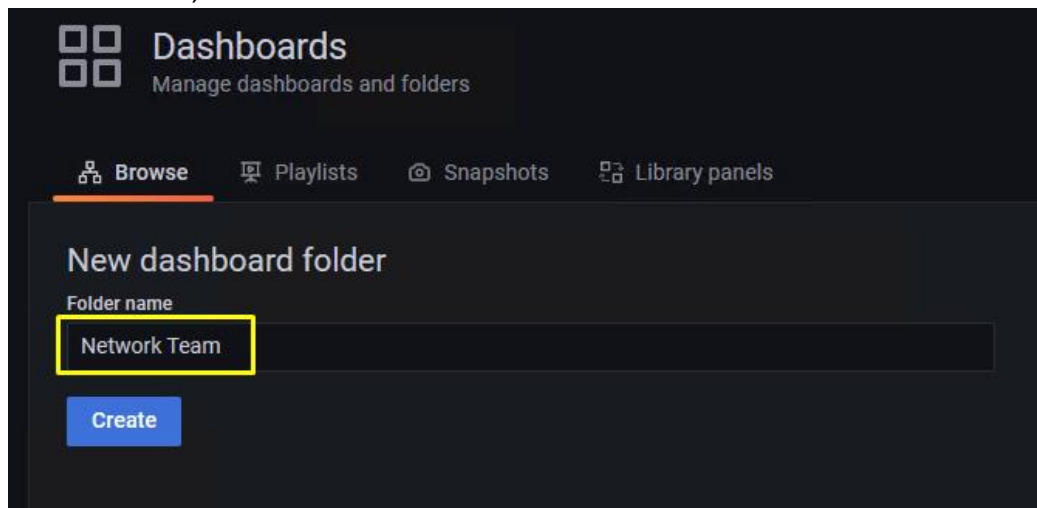 Dashboards
Manage dashboards and folders
Browse Playlists Snapshots Library panels
New dashboard folder
Folder name
Network Team
Create